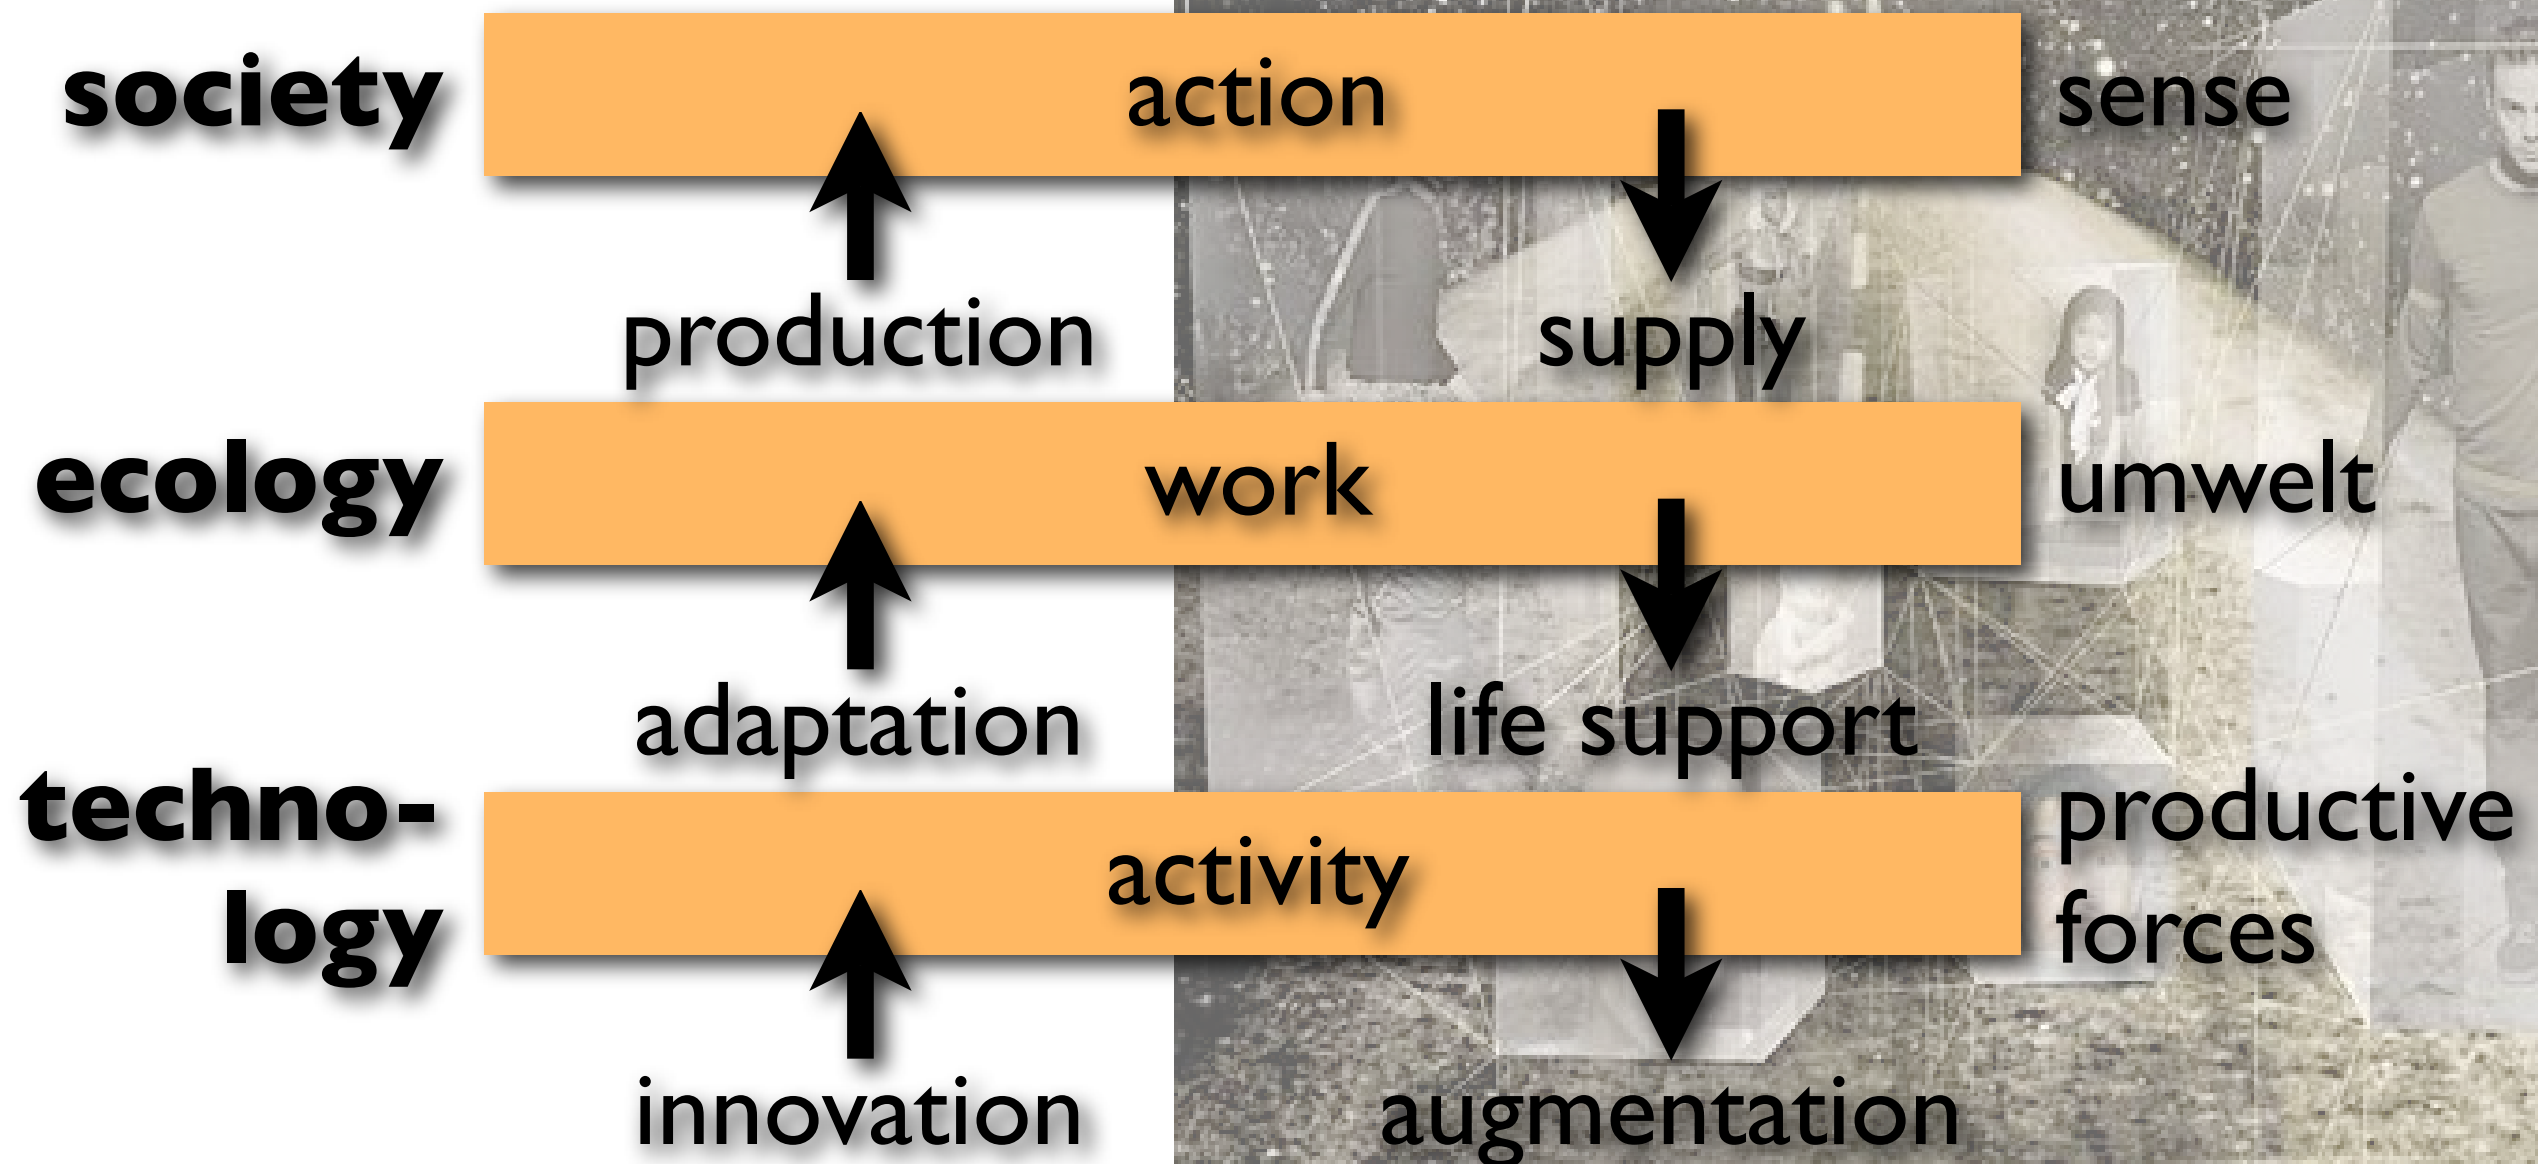 society action sense
production supply
ecology work umwelt
adaptation life support
techno-
logy
activity
productive
forces
innovation augmentation